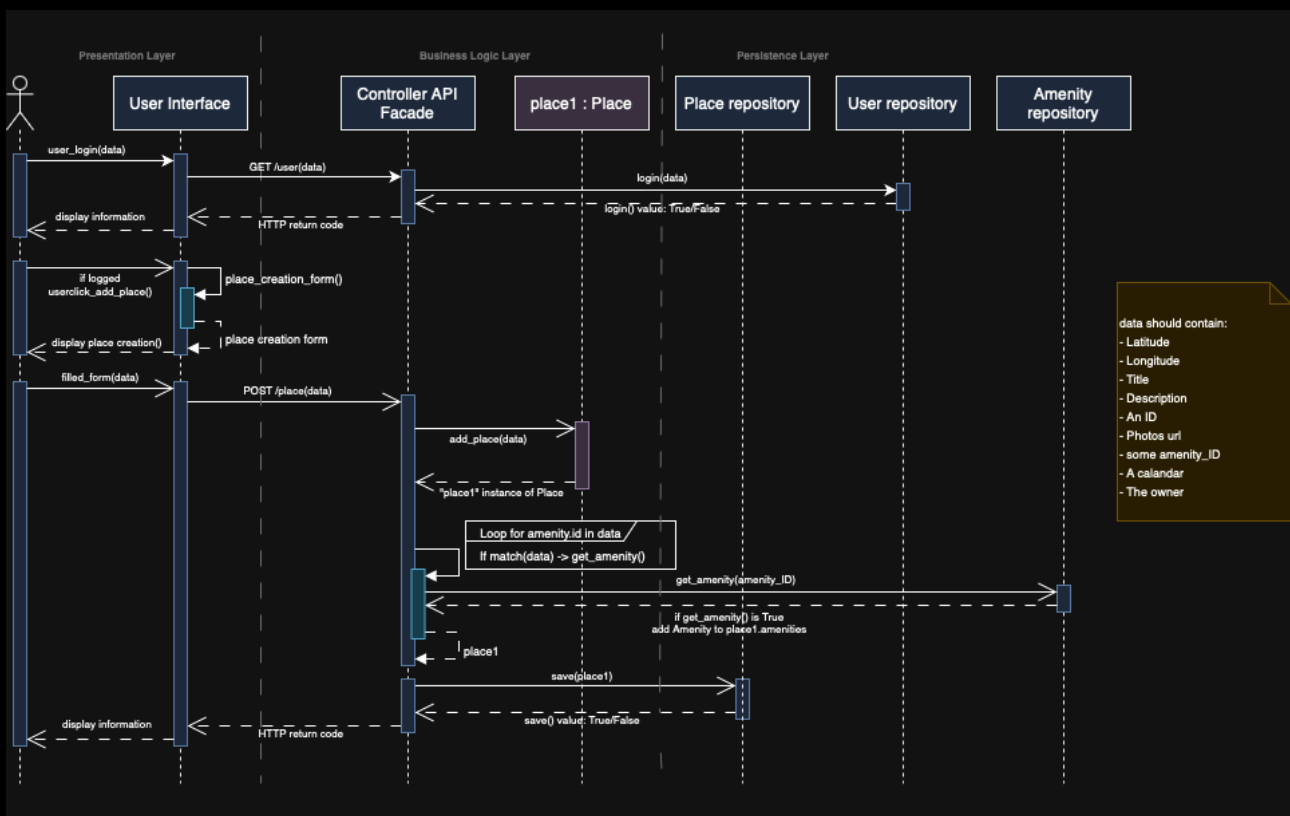 Presentation Layer
Business Logic Layer
Persistence Layer
User Interface
Controller API
Facade
place1 : Place
Place repository
User repository
Amenity
repository
user_login(data)
GET /user(data)
login(data)
login() value: True/False
HTTP return code
display information
if logged
userclick_add_place()
place_creation_form()
place creation form
display place creation()
filled_form(data)
POST /place(data)
add_place(data)
"place1" instance of Place
Loop for amenity.id in data
If match(data) -> get_amenity()
get_amenity(amenity_ID)
if get_amenity() is True
add Amenity to place1.amenities
place1
save(place1)
save() value: True/False
HTTP return code
display information
data should contain:
- Latitude
- Longitude
- Title
- Description
- An ID
- Photos url
- some amenity_ID
- A calandar
- The owner